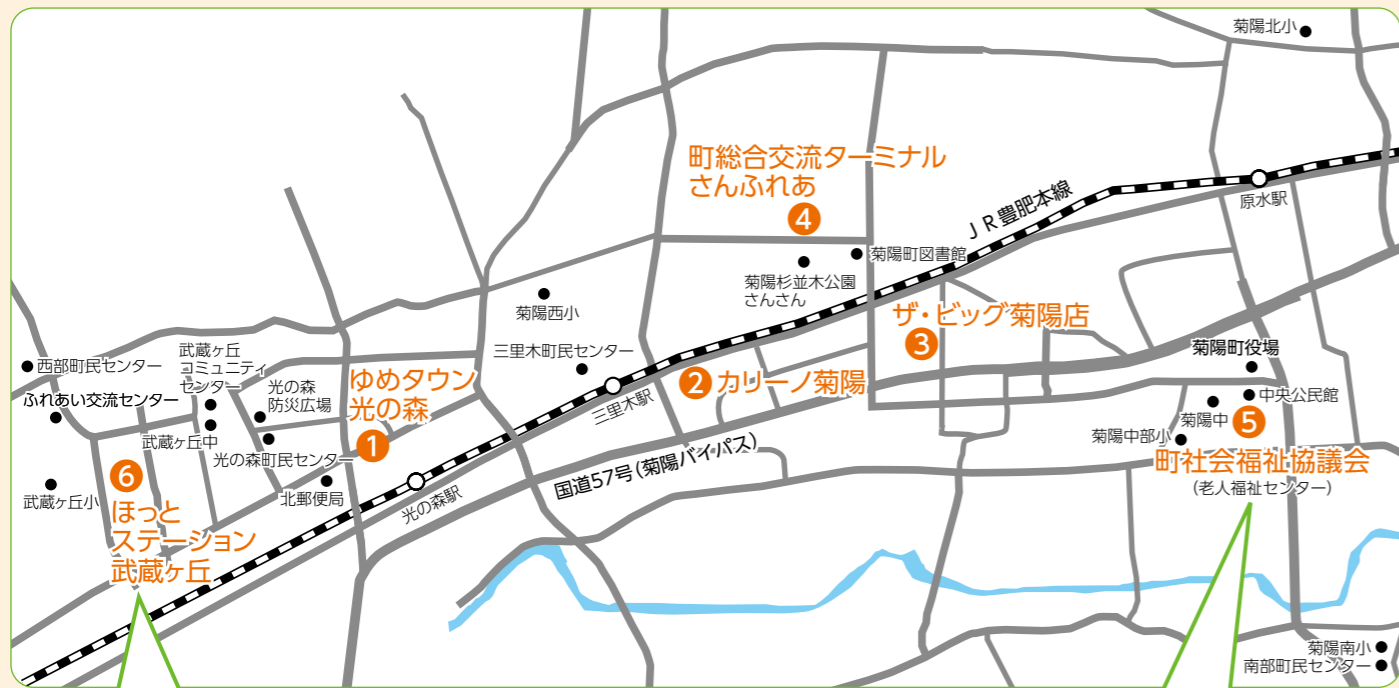 菊陽北小
町総合交流ターミナル
さんふれあ
4
JR豊肥本線
原水駅
菊陽町図書館
菊陽杉並木公園
さんさん
菊陽西小
ザ・ビッグ菊陽店
3
三里木町民センター
三里木駅
2 カリーノ菊陽
菊陽町役場
中央公民館
菊陽中
5
菊陽中部小
町社会福祉協議会
(老人福祉センター)
西部町民センター
ふれあい交流センター
武蔵ヶ丘
コミュニティ
センター
光の森
防災広場
ゆめタウン
光の森
1
武蔵ヶ丘中
光の森町民センター
北郵便局
光の森駅
国道57号(菊陽バイパス)
武蔵ヶ丘小
6
ほっと
ステーション
武蔵ヶ丘
菊陽南小
南部町民センター